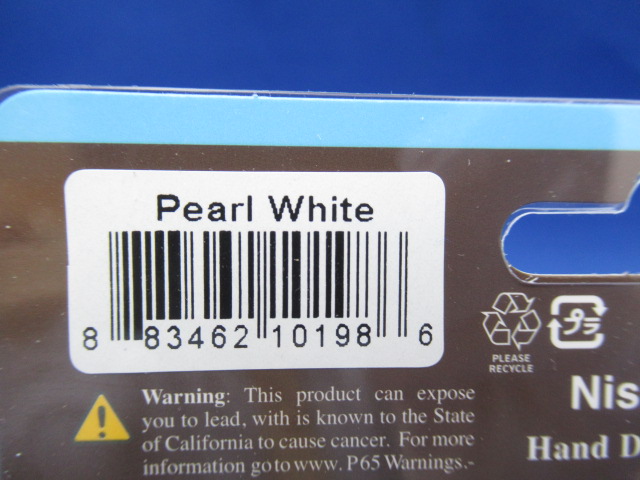 Pearl White
8 83462 10198 6
PLEASE
RECYCLE
プラ
Nis
Warning: This product can expose
you to lead, with is known to the State
of California to cause cancer. For more
information go to www. P65 Warnings.-
Hand D